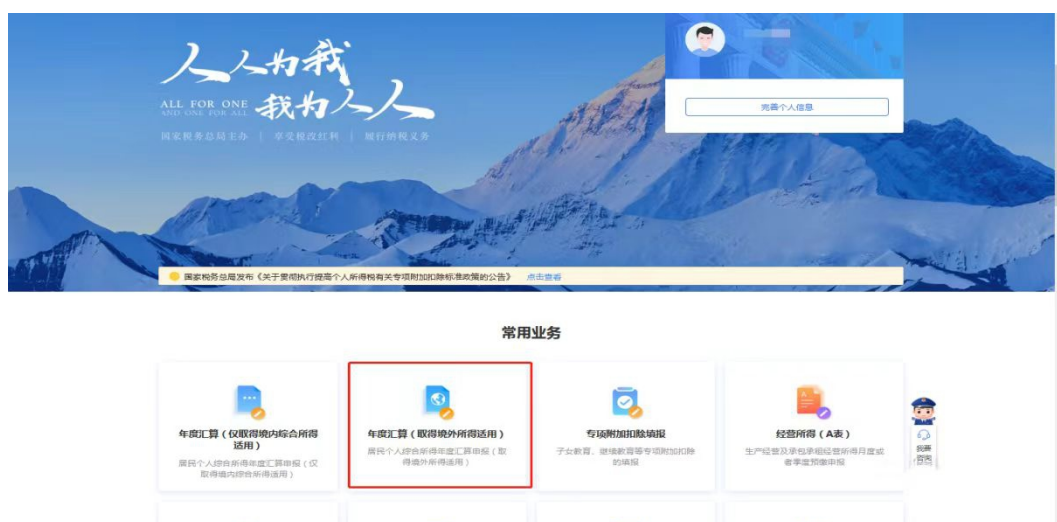 人人为我
ALL FOR ONE
AND ONE FOR ALL
我为人人
国家税务总局主办 | 享受税改红利 | 履行纳税义务
完善个人信息
国家税务总局发布《关于贯彻执行提高个人所得税有关专项附加扣除标准政策的公告》 点击查看
常用业务
年度汇算（仅取得境内综合所得
适用）
居民个人综合所得年度汇算申报（仅
取得境内综合所得适用）
年度汇算（取得境外所得适用）
居民个人综合所得年度汇算申报（取
得境外所得适用）
专项附加扣除填报
子女教育、继续教育等专项附加扣除
的填报
经营所得（A表）
生产经营及承包承租经营所得月度或
者季度预缴申报
我要
咨询